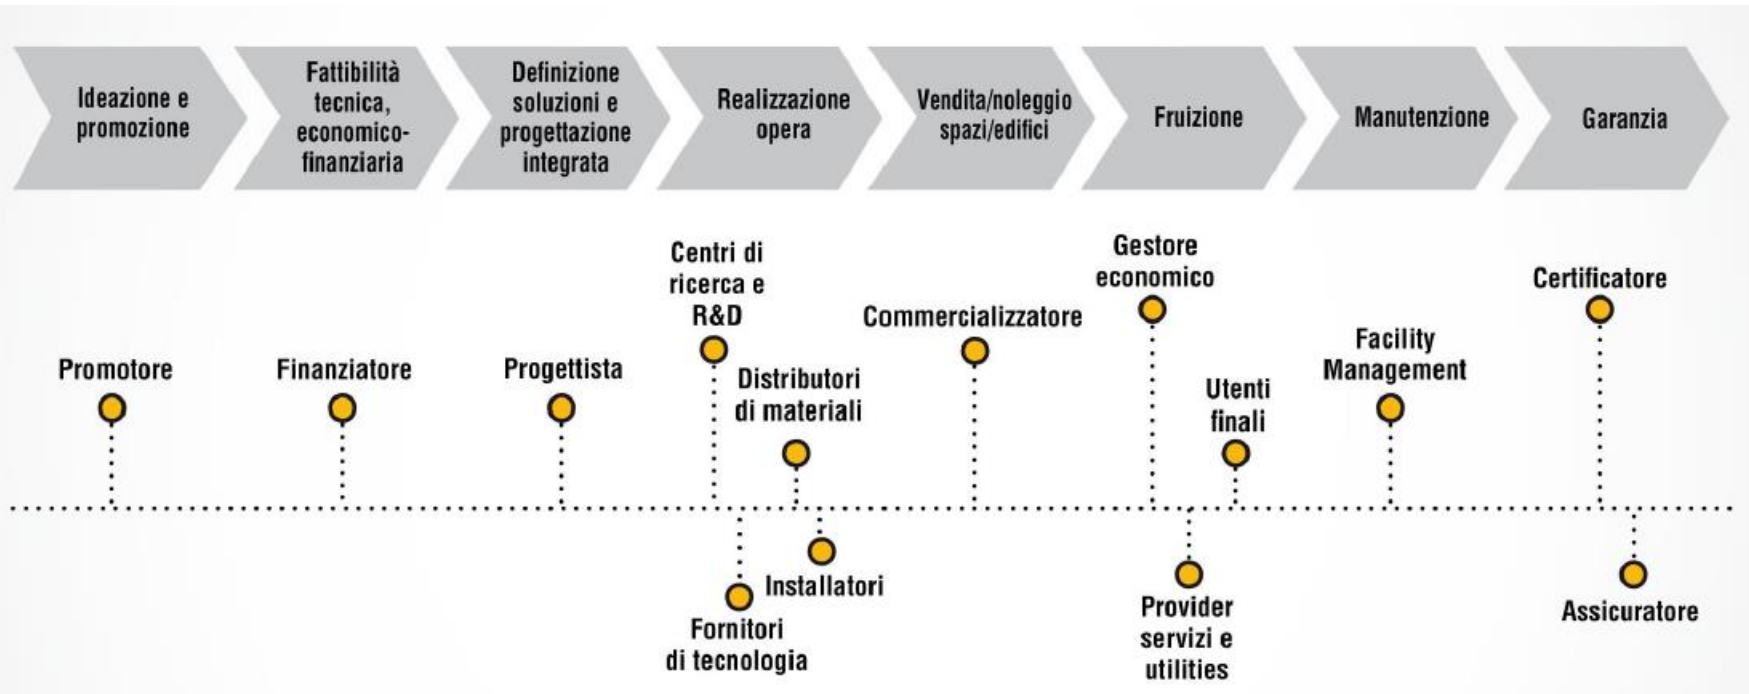 Ideazione e
promozione
Fattibilità
tecnica,
economico-
finanziaria
Definizione
soluzioni e
progettazione
integrata
Realizzazione
opera
Vendita/noleggio
spazi/edifici
Fruizione
Manutenzione
Garanzia
Promotore
Finanziatore
Progettista
Centri di
ricerca e
R&D
Distributori
di materiali
Commercializzatore
Gestore
economico
Utenti
finali
Facility
Management
Certificatore
Fornitori
di tecnologia
Installatori
Provider
servizi e
utilities
Assicuratore